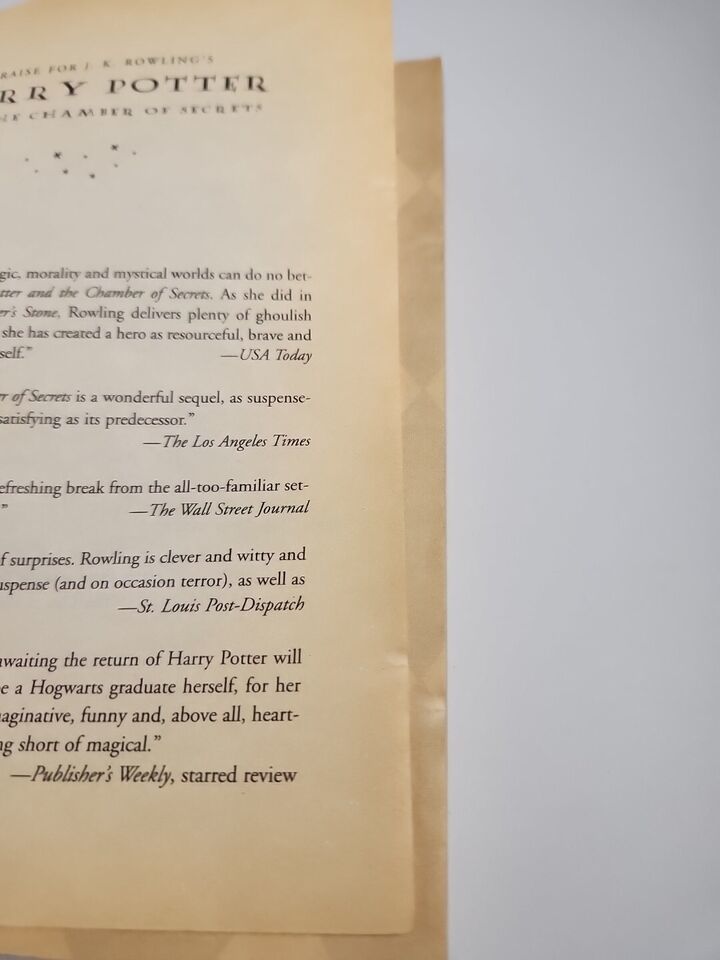 RAISE FOR J. K. ROWLING'S
RRY POTTER
HE CHAMBER OF SECRETS
gic, morality and mystical worlds can do no bet-
tter and the Chamber of Secrets. As she did in
er's Stone, Rowling delivers plenty of ghoulish
she has created a hero as resourceful, brave and
self." —USA Today
r of Secrets is a wonderful sequel, as suspense-
satisfying as its predecessor."
—The Los Angeles Times
efreshing break from the all-too-familiar set-
" —The Wall Street Journal
f surprises. Rowling is clever and witty and
uspense (and on occasion terror), as well as
—St. Louis Post-Dispatch
waiting the return of Harry Potter will
e a Hogwarts graduate herself, for her
aginative, funny and, above all, heart-
ng short of magical."
—Publisher's Weekly, starred review